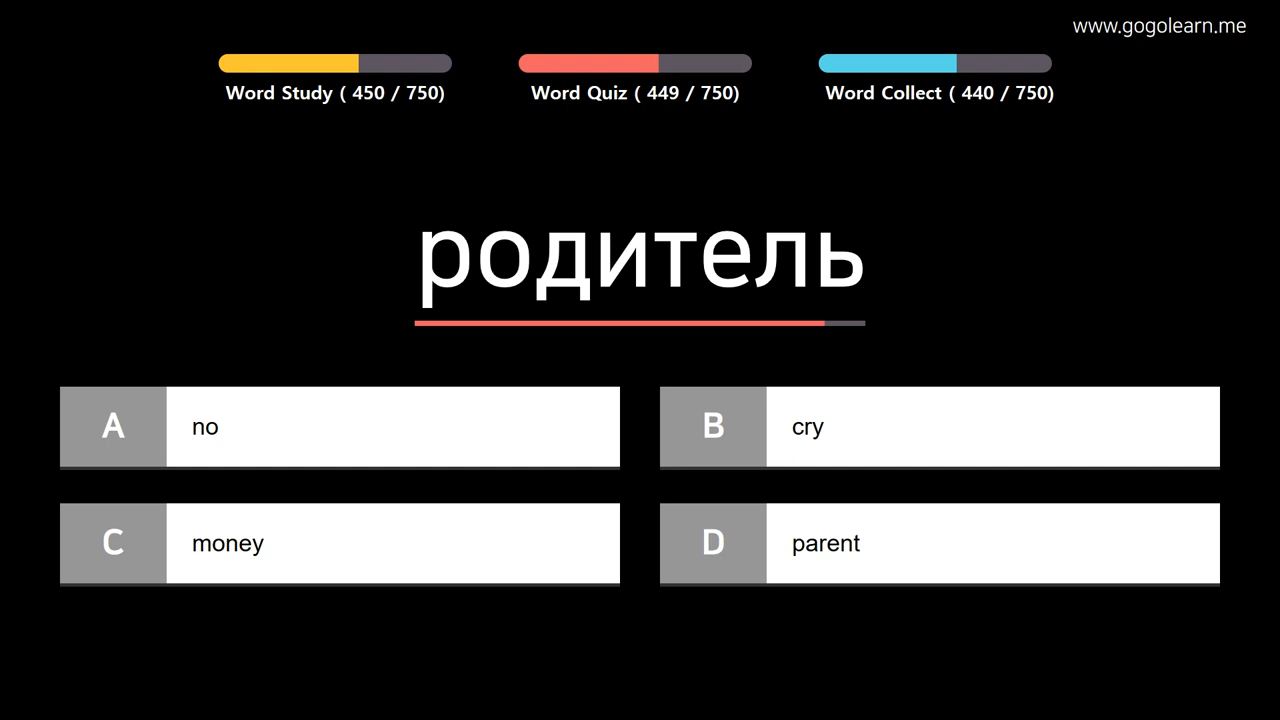 www.gogolearn.me
Word Study ( 450 / 750)
Word Quiz ( 449 / 750)
Word Collect ( 440 / 750)
родитель
A no
B cry
C money
D parent